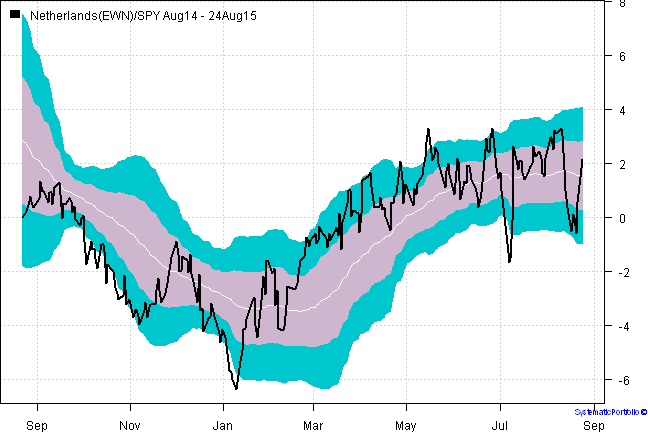 Netherlands(EWN)/SPY Aug14 - 24Aug15
8
6
4
2
0
-2
-4
-6
Sep Nov Jan Mar May Jul Sep
SystematicPortfolio ©